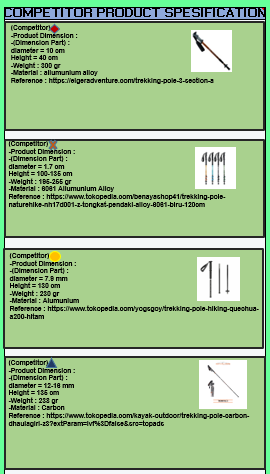 COMPETITOR PRODUCT SPESIFICATION
(Competitor)
-Product Dimension :
-(Dimension Part) :
diameter = 10 cm
Height = 40 cm
-Weight : 300 gr
-Material : allumunium alloy
Reference : https://eigeradventure.com/trekking-pole-3-section-a
(Competitor)
-Product Dimension :
-(Dimension Part) :
diameter = 1.7 cm
Height = 100-135 cm
-Weight : 195-255 gr
-Material : 6061 Allumunium Alloy
Reference : https://www.tokopedia.com/benayashop41/trekking-pole-
naturehike-nh17d001-z-tongkat-pendaki-alloy-6061-biru-120cm
(Competitor)
-Product Dimension :
-(Dimension Part) :
diameter = 7.9 mm
Height = 130 cm
-Weight : 230 gr
-Material : Alumunium
Reference : https://www.tokopedia.com/yogsgoy/trekking-pole-hiking-quechua-
a200-hitam
(Competitor)
-Product Dimension :
-(Dimension Part) :
diameter = 12-16 mm
Height = 135 cm
-Weight : 233 gr
-Material : Carbon
Reference : https://www.tokopedia.com/kayak-outdoor/trekking-pole-carbon-
dhaulagiri-z3?extParam=ivf%3Dfalse&src=topads